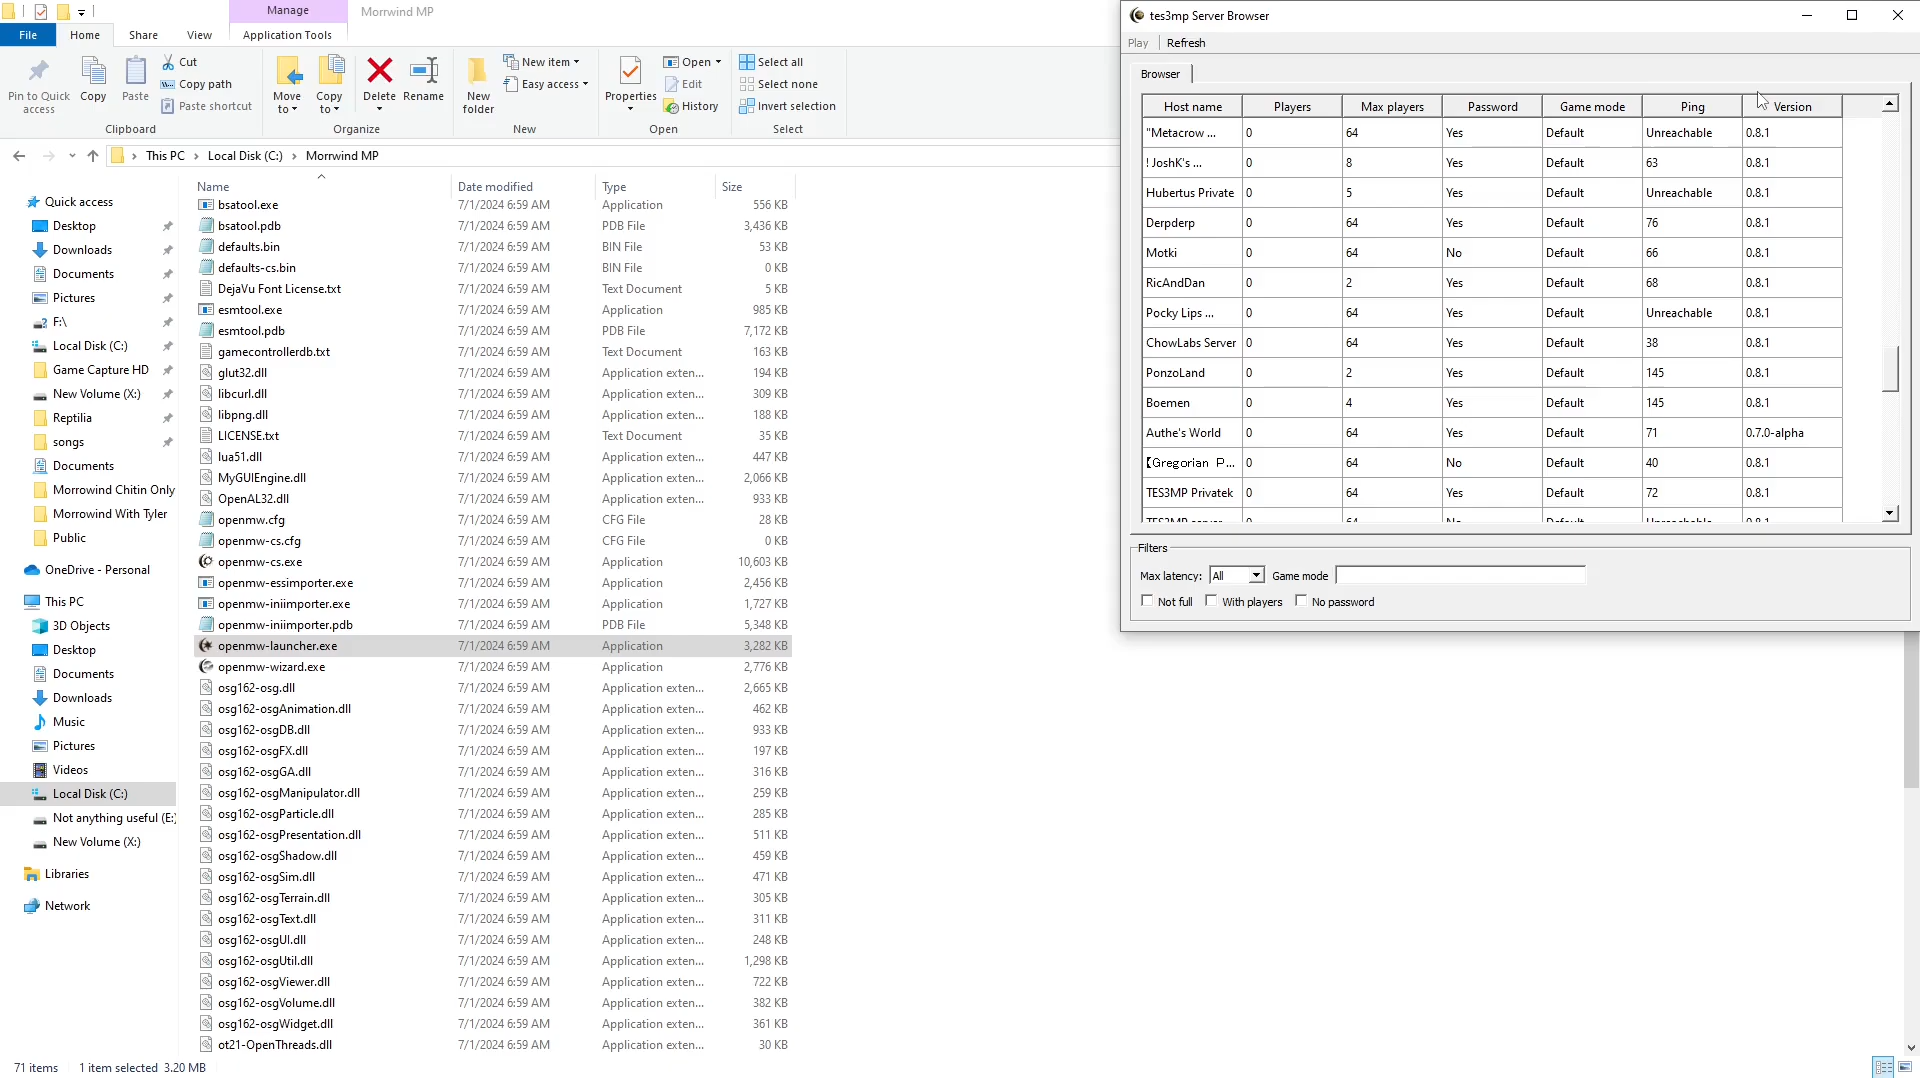 Manage
Morrwind MP
File
Home
Share
View
Application Tools
Pin to Quick access
Copy
Paste
Cut
Copy path
Paste shortcut
Clipboard
Move to
Copy to
Delete
Rename
Organize
New folder
New item
Easy access
New
Properties
Open
Edit
History
Open
Select all
Select none
Invert selection
Select
This PC > Local Disk (C:) > Morrwind MP
Quick access
Desktop
Downloads
Documents
Pictures
F:\
Local Disk (C:)
Game Capture HD
New Volume (X:)
Reptilia
songs
Documents
Morrowind Chitin Only
Morrowind With Tyler
Public
OneDrive - Personal
This PC
3D Objects
Desktop
Documents
Downloads
Music
Pictures
Videos
Local Disk (C:)
Not anything useful (E:
New Volume (X:)
Libraries
Network
Name Date modified Type Size
bsatool.exe 7/1/2024 6:59 AM Application 556 KB
bsatool.pdb 7/1/2024 6:59 AM PDB File 3,436 KB
defaults.bin 7/1/2024 6:59 AM BIN File 53 KB
defaults-cs.bin 7/1/2024 6:59 AM BIN File 0 KB
DejaVu Font License.txt 7/1/2024 6:59 AM Text Document 5 KB
esmtool.exe 7/1/2024 6:59 AM Application 985 KB
esmtool.pdb 7/1/2024 6:59 AM PDB File 7,172 KB
gamecontrollerdb.txt 7/1/2024 6:59 AM Text Document 163 KB
glut32.dll 7/1/2024 6:59 AM Application exten... 194 KB
libcurl.dll 7/1/2024 6:59 AM Application exten... 309 KB
libpng.dll 7/1/2024 6:59 AM Application exten... 188 KB
LICENSE.txt 7/1/2024 6:59 AM Text Document 35 KB
lua51.dll 7/1/2024 6:59 AM Application exten... 447 KB
MyGUIEngine.dll 7/1/2024 6:59 AM Application exten... 2,066 KB
OpenAL32.dll 7/1/2024 6:59 AM Application exten... 933 KB
openmw.cfg 7/1/2024 6:59 AM CFG File 28 KB
openmw-cs.cfg 7/1/2024 6:59 AM CFG File 0 KB
openmw-cs.exe 7/1/2024 6:59 AM Application 10,603 KB
openmw-essimporter.exe 7/1/2024 6:59 AM Application 2,456 KB
openmw-iniimporter.exe 7/1/2024 6:59 AM Application 1,727 KB
openmw-iniimporter.pdb 7/1/2024 6:59 AM PDB File 5,348 KB
openmw-launcher.exe 7/1/2024 6:59 AM Application 3,282 KB
openmw-wizard.exe 7/1/2024 6:59 AM Application 2,776 KB
osg162-osg.dll 7/1/2024 6:59 AM Application exten... 2,665 KB
osg162-osgAnimation.dll 7/1/2024 6:59 AM Application exten... 462 KB
osg162-osgDB.dll 7/1/2024 6:59 AM Application exten... 933 KB
osg162-osgFX.dll 7/1/2024 6:59 AM Application exten... 197 KB
osg162-osgGA.dll 7/1/2024 6:59 AM Application exten... 316 KB
osg162-osgManipulator.dll 7/1/2024 6:59 AM Application exten... 259 KB
osg162-osgParticle.dll 7/1/2024 6:59 AM Application exten... 285 KB
osg162-osgPresentation.dll 7/1/2024 6:59 AM Application exten... 511 KB
osg162-osgShadow.dll 7/1/2024 6:59 AM Application exten... 459 KB
osg162-osgSim.dll 7/1/2024 6:59 AM Application exten... 471 KB
osg162-osgTerrain.dll 7/1/2024 6:59 AM Application exten... 305 KB
osg162-osgText.dll 7/1/2024 6:59 AM Application exten... 311 KB
osg162-osgUI.dll 7/1/2024 6:59 AM Application exten... 248 KB
osg162-osgUtil.dll 7/1/2024 6:59 AM Application exten... 1,298 KB
osg162-osgViewer.dll 7/1/2024 6:59 AM Application exten... 722 KB
osg162-osgVolume.dll 7/1/2024 6:59 AM Application exten... 382 KB
osg162-osgWidget.dll 7/1/2024 6:59 AM Application exten... 361 KB
ot21-OpenThreads.dll 7/1/2024 6:59 AM Application exten... 30 KB
71 items 1 item selected 3.20 MB
tes3mp Server Browser
Play Refresh
Browser
Host name Players Max players Password Game mode Ping Version
"Metacrow ... 0 64 Yes Default Unreachable 0.8.1
! JoshK's ... 0 8 Yes Default 63 0.8.1
Hubertus Private 0 5 Yes Default Unreachable 0.8.1
Derpderp 0 64 Yes Default 76 0.8.1
Motki 0 64 No Default 66 0.8.1
RicAndDan 0 2 Yes Default 68 0.8.1
Pocky Lips ... 0 64 Yes Default Unreachable 0.8.1
ChowLabs Server 0 64 Yes Default 38 0.8.1
PonzoLand 0 2 Yes Default 145 0.8.1
Boemen 0 4 Yes Default 145 0.8.1
Authe's World 0 64 Yes Default 71 0.7.0-alpha
【Gregorian P... 0 64 No Default 40 0.8.1
TES3MP Privatek 0 64 Yes Default 72 0.8.1
TES3MP server 0 64 No Default Unreachable 0.8.1
Filters
Max latency: All Game mode
Not full With players No password